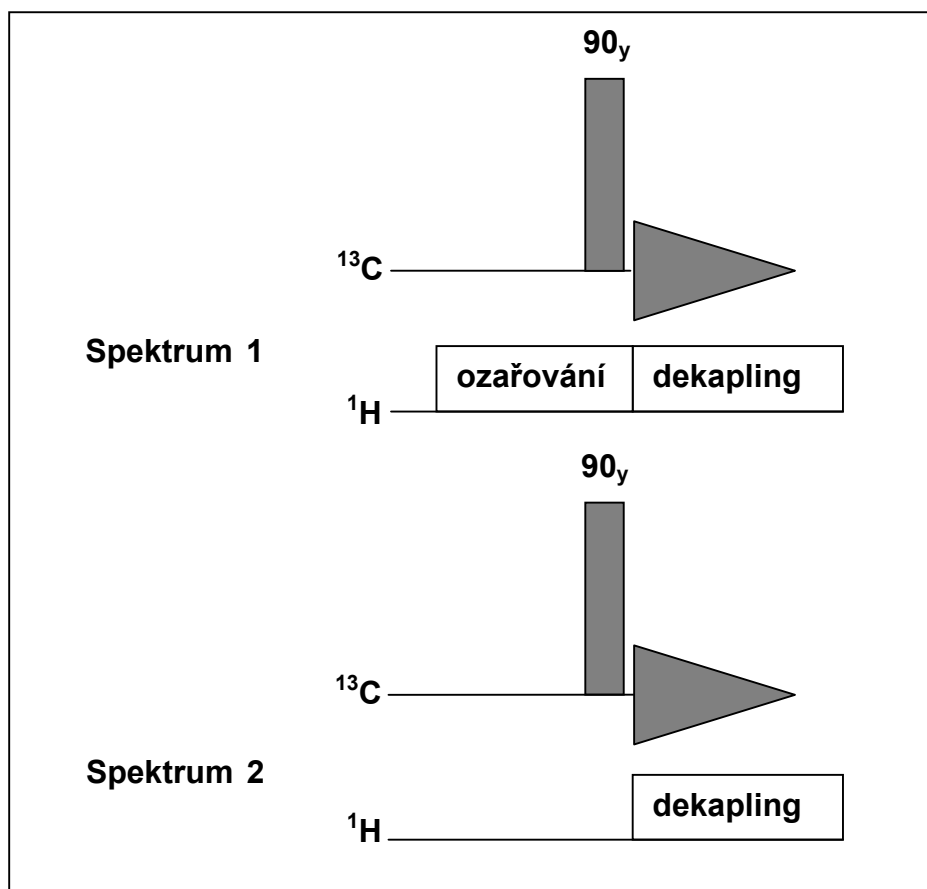 90y
¹³C
Spektrum 1
ozařování dekapling
¹H
90y
¹³C
Spektrum 2
dekapling
¹H